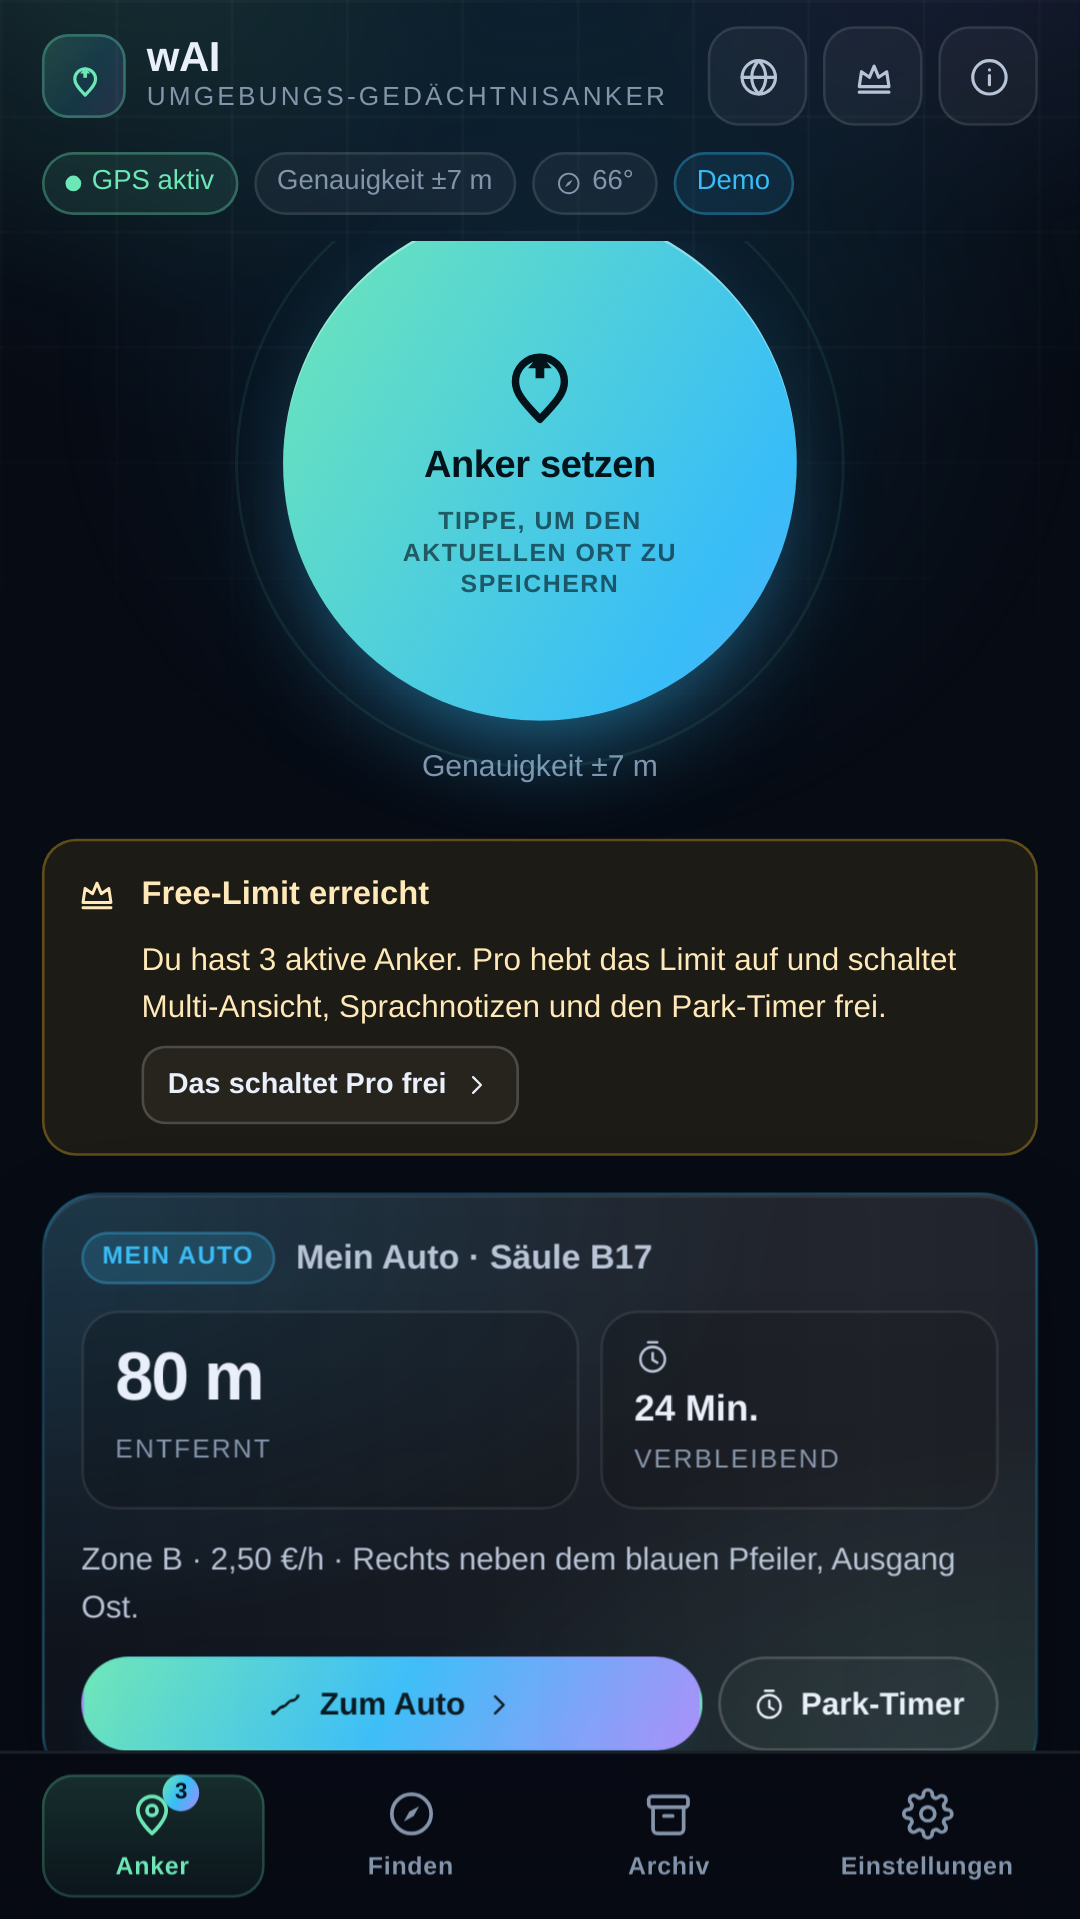 wAI
UMGEBUNGS-GEDÄCHTNISANKER
GPS aktiv
Genauigkeit ±7 m
66°
Demo
Anker setzen
TIPPE, UM DEN
AKTUELLEN ORT ZU
SPEICHERN
Genauigkeit ±7 m
Free-Limit erreicht
Du hast 3 aktive Anker. Pro hebt das Limit auf und schaltet
Multi-Ansicht, Sprachnotizen und den Park-Timer frei.
Das schaltet Pro frei
MEIN AUTO
Mein Auto · Säule B17
80 m
ENTFERNT
24 Min.
VERBLEIBEND
Zone B · 2,50 €/h · Rechts neben dem blauen Pfeiler, Ausgang
Ost.
Zum Auto
Park-Timer
3
Anker
Finden
Archiv
Einstellungen